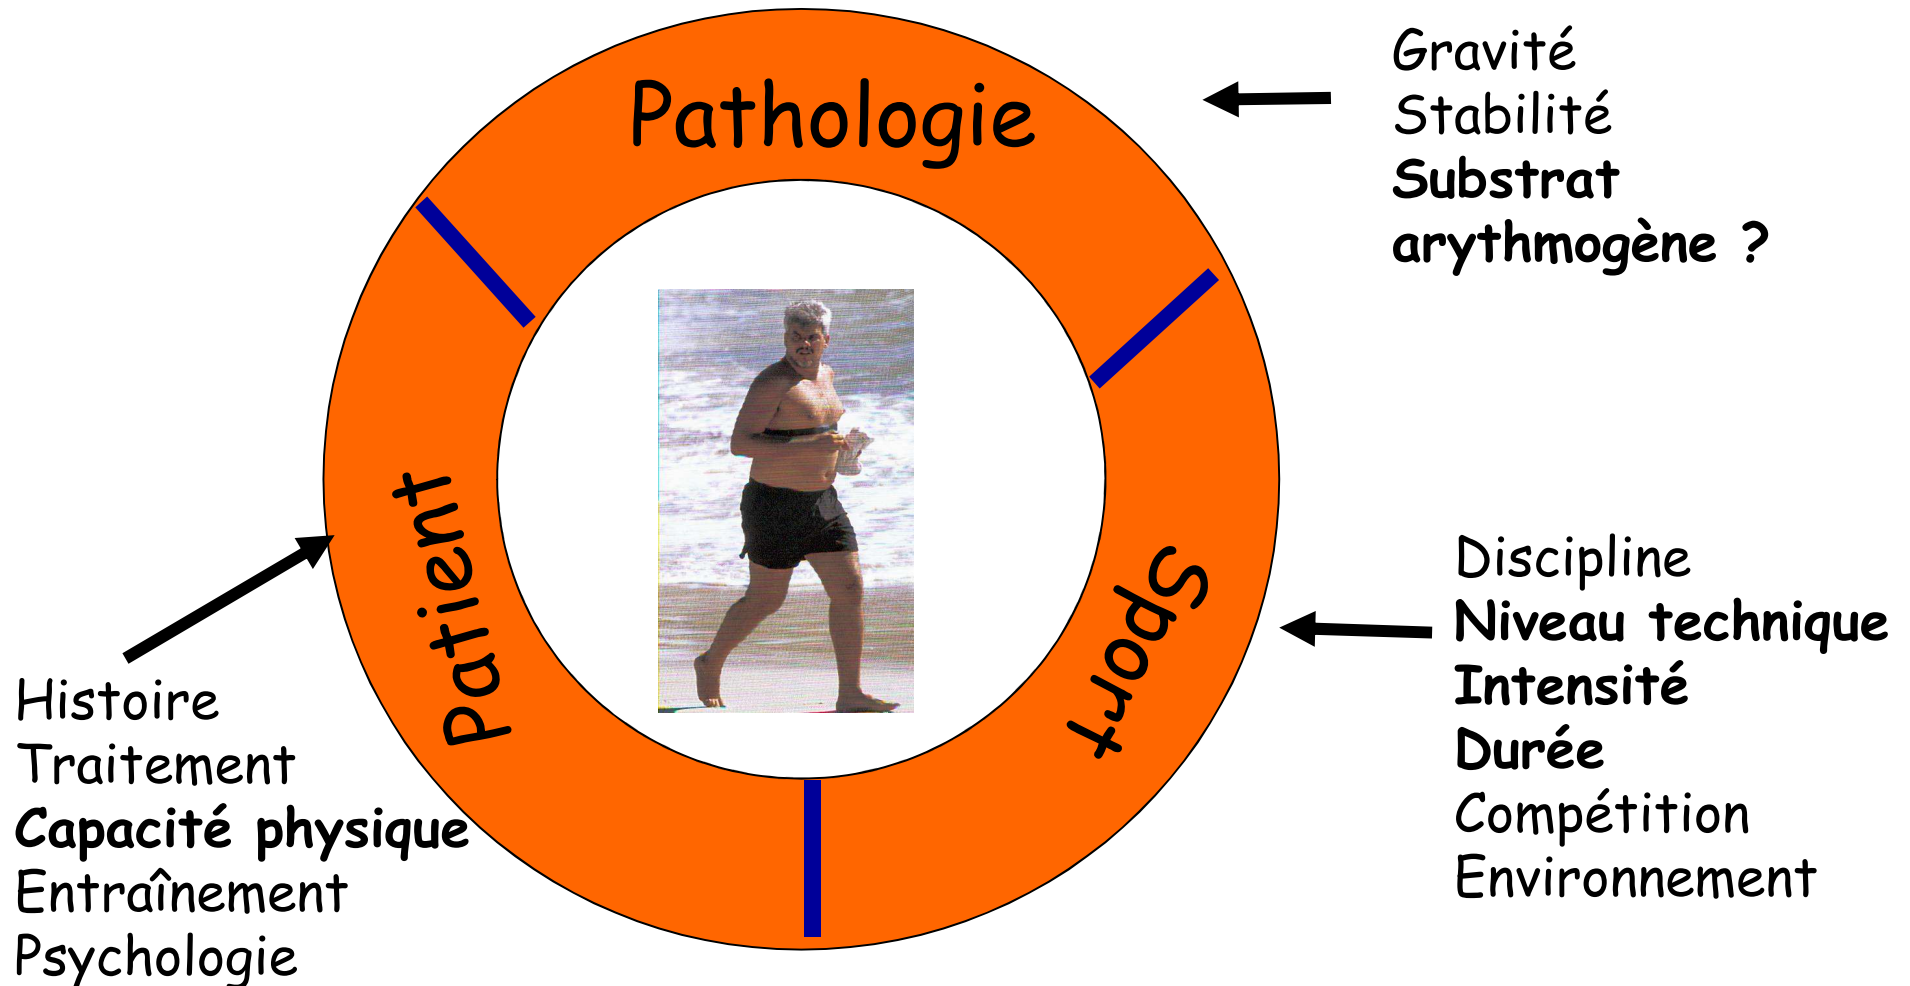 Pathologie
Gravité
Stabilité
Substrat
arythmogène ?
Patient
Sport
Discipline
Niveau technique
Intensité
Durée
Compétition
Environnement
Histoire
Traitement
Capacité physique
Entraînement
Psychologie